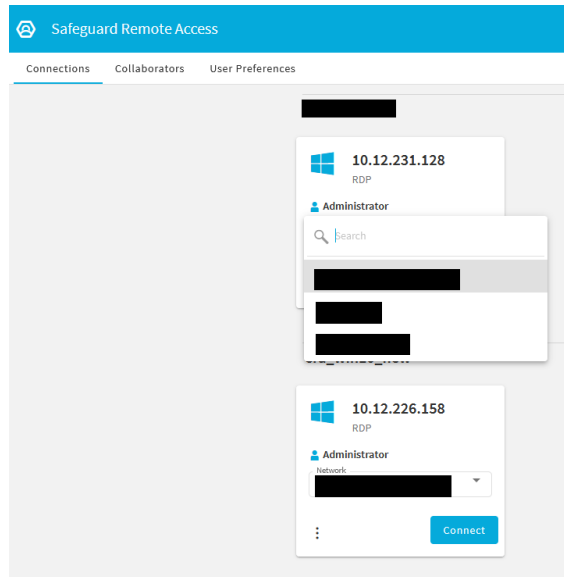 Safeguard Remote Access
Connections Collaborators User Preferences
10.12.231.128
RDP
Administrator
Search
10.12.226.158
RDP
Administrator
Network
Connect